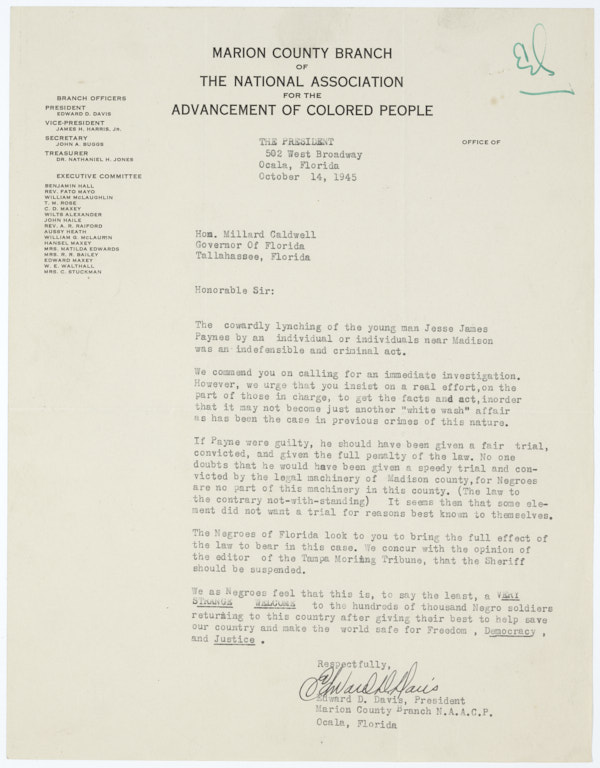 MARION COUNTY BRANCH
OF
THE NATIONAL ASSOCIATION
FOR THE
ADVANCEMENT OF COLORED PEOPLE
BRANCH OFFICERS
PRESIDENT
EDWARD D. DAVIS
VICE-PRESIDENT
JAMES H. HARRIS, JR.
SECRETARY
JOHN A. BUGGS
TREASURER
DR. NATHANIEL H. JONES
EXECUTIVE COMMITTEE
BENJAMIN HALL
REV. FATO MAYO
WILLIAM McLAUGHLIN
T. M. ROSE
C. D. MAXEY
WILTS ALEXANDER
JOHN HAILE
REV. A. R. RAIFORD
AUSSY HEATH
WILLIAM G. McLAURIN
HANSEL MAXEY
MRS. MATILDA EDWARDS
MRS. R. R. BAILEY
EDWARD MAXEY
W. E. WALTHALL
MRS. C. STUCKMAN
OFFICE OF
THE PRESIDENT
502 West Broadway
Ocala, Florida
October 14, 1945
Hon. Millard Caldwell
Governor Of Florida
Tallahassee, Florida
Honorable Sir:
The cowardly lynching of the young man Jesse James
Paynes by an individual or individuals near Madison
was an indefensible and criminal act.
We commend you on calling for an immediate investigation.
However, we urge that you insist on a real effort,on the
part of those in charge, to get the facts and act,inorder
that it may not become just another "white wash" affair
as has been the case in previous crimes of this nature.
If Payne were guilty, he should have been given a fair trial,
convicted, and given the full penalty of the law. No one
doubts that he would have been given a speedy trial and con-
victed by the legal machinery of Madison county,for Negroes
are no part of this machinery in this county. (The law to
the contrary not-with-standing) It seems then that some ele-
ment did not want a trial for reasons best known to themselves.
The Negroes of Florida look to you to bring the full effect of
the law to bear in this case. We concur with the opinion of
the editor of the Tampa Morning Tribune, that the Sheriff
should be suspended.
We as Negroes feel that this is, to say the least, a VERY
STRANGE WELCOME to the hundreds of thousand Negro soldiers
returning to this country after giving their best to help save
our country and make the world safe for Freedom , Democracy ,
and Justice .
Respectfully,
Edward D. Davis
Edward D. Davis, President
Marion County Branch N.A.A.C.P.
Ocala, Florida